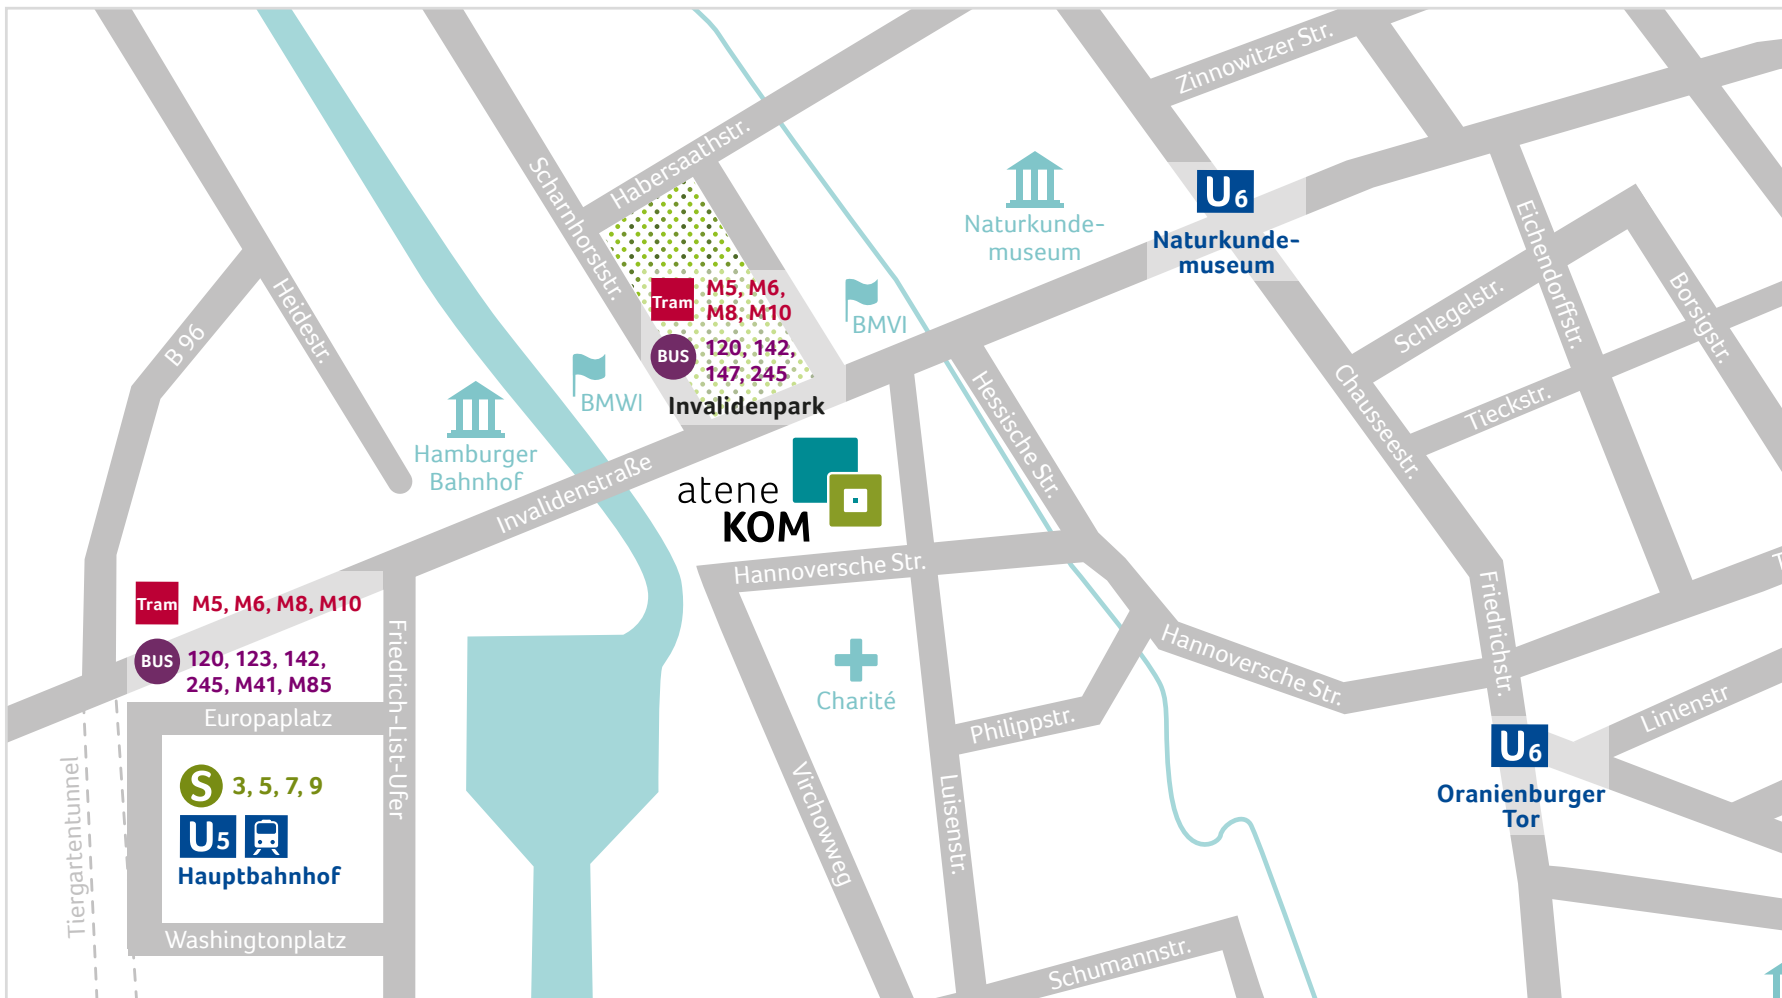 Zinnowitzer Str.
Habersaathstr.
Scharnhorststr.
Naturkunde-
museum
U6
Naturkunde-
museum
Eichendorffstr.
Borsigstr.
Schlegelstr.
Tieckstr.
Chausseestr.
Heidestr.
B 96
Tram
M5, M6,
M8, M10
BUS
120, 142,
147, 245
Invalidenpark
BMVI
BMWI
Hamburger
Bahnhof
Invalidenstraße
atene
KOM
Hessische Str.
Hannoversche Str.
Tram
M5, M6, M8, M10
BUS
120, 123, 142,
245, M41, M85
Europaplatz
Friedrich-List-Ufer
Charité
Hannoversche Str.
Friedrichstr.
Philippstr.
Linienstr
U6
Oranienburger
Tor
Tiergartentunnel
S
3, 5, 7, 9
U5
Hauptbahnhof
Washingtonplatz
Virchowweg
Luisenstr.
Schumannstr.